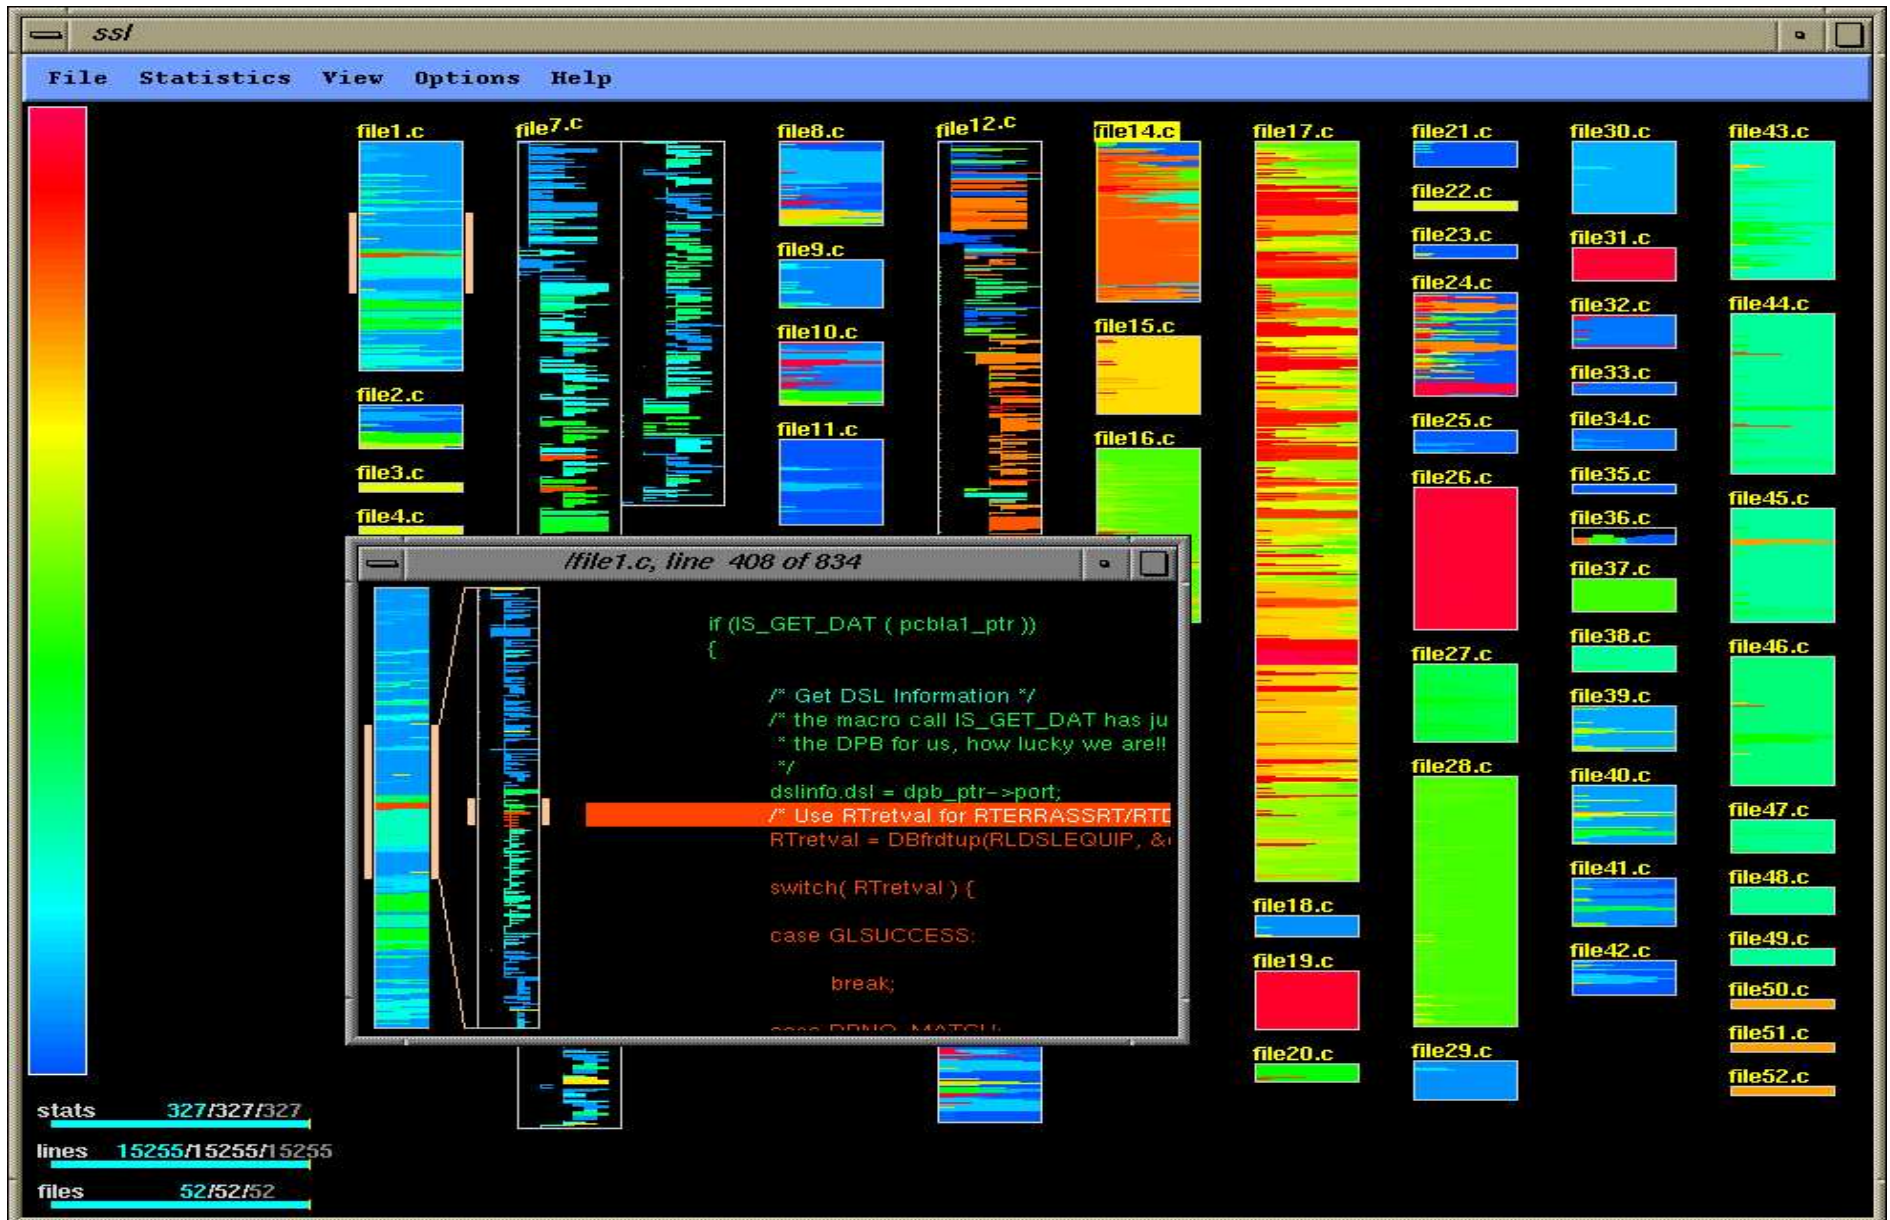 ssl
File Statistics View Options Help
file1.c file7.c file8.c file12.c file14.c file17.c file21.c file30.c file43.c
file22.c
file23.c file31.c
file9.c
file24.c
file32.c file44.c
file10.c file15.c
file33.c
file2.c
file25.c file34.c
file11.c file16.c
file3.c file26.c file35.c
file45.c
file4.c file36.c
/file1.c, line 408 of 834
file37.c
if (IS_GET_DAT ( pcbla1_ptr ))
{
file38.c
file27.c file46.c
/* Get DSL Information */
file39.c
/* the macro call IS_GET_DAT has ju
* the DPB for us, how lucky we are!!
*/
file28.c
file40.c
dslinfo.dsl = dpb_ptr->port;
/* Use RTretval for RTERRASSRT/RTD
file47.c
RTretval = DBfrdtup(RLDSLEQUIP, &
file41.c
file48.c
switch( RTretval ) {
file18.c
case GLSUCCESS:
file49.c
file42.c
file19.c
break;
file50.c
case DBNO_MATCH:
file51.c
file20.c file29.c
file52.c
stats 327/327/327
lines 15255/15255/15255
files 52/52/52